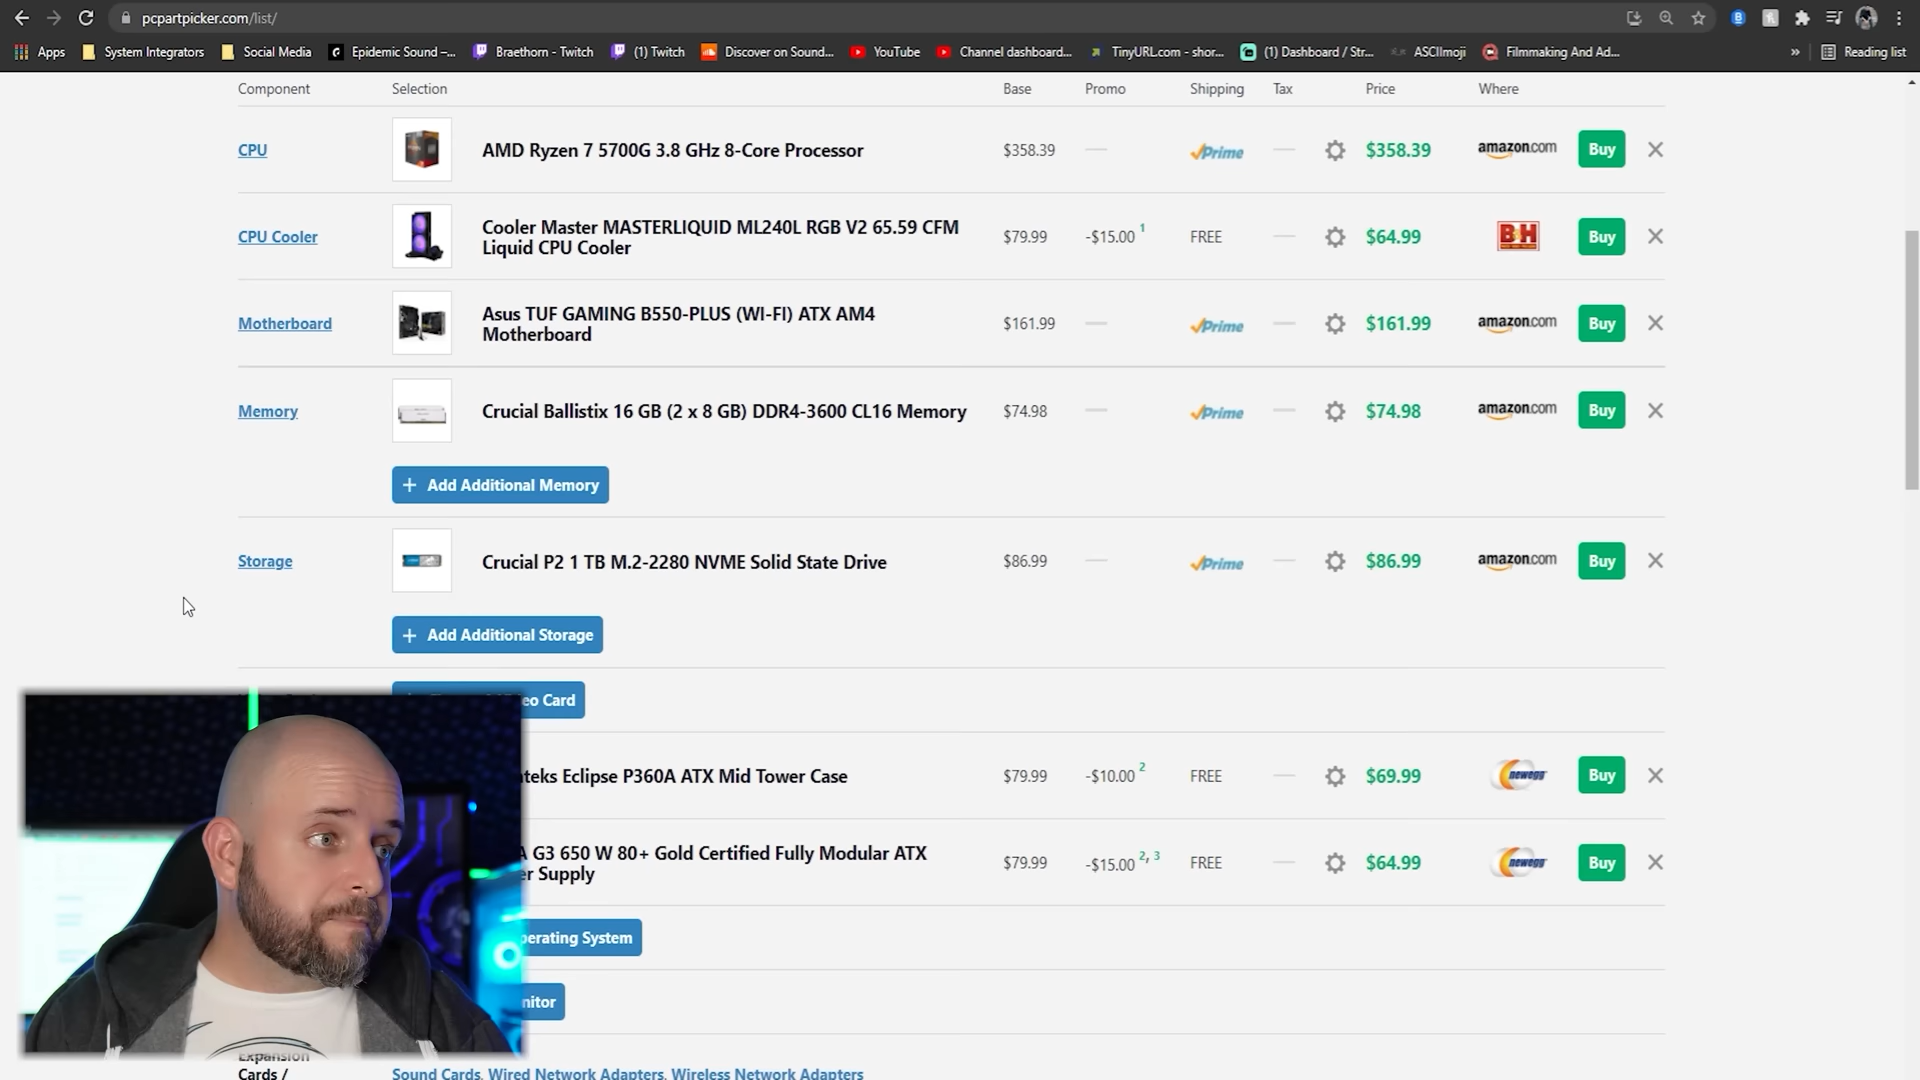 pcpartpicker.com/list/
Apps System Integrators Social Media Epidemic Sound –... Braethorn - Twitch (1) Twitch Discover on Sound... YouTube Channel dashboard... TinyURL.com - shor... (1) Dashboard / Str... ASCIImoji Filmmaking And Ad... » Reading list
Component Selection Base Promo Shipping Tax Price Where
CPU AMD Ryzen 7 5700G 3.8 GHz 8-Core Processor $358.39 — Prime — $358.39 amazon.com Buy
CPU Cooler Cooler Master MASTERLIQUID ML240L RGB V2 65.59 CFM
Liquid CPU Cooler $79.99 -$15.00 1 FREE — $64.99 B&H Buy
Motherboard Asus TUF GAMING B550-PLUS (WI-FI) ATX AM4
Motherboard $161.99 — Prime — $161.99 amazon.com Buy
Memory Crucial Ballistix 16 GB (2 x 8 GB) DDR4-3600 CL16 Memory $74.98 — Prime — $74.98 amazon.com Buy
+ Add Additional Memory
Storage Crucial P2 1 TB M.2-2280 NVME Solid State Drive $86.99 — Prime — $86.99 amazon.com Buy
+ Add Additional Storage
eo Card
teks Eclipse P360A ATX Mid Tower Case $79.99 -$10.00 2 FREE — $69.99 newegg Buy
A G3 650 W 80+ Gold Certified Fully Modular ATX
er Supply $79.99 -$15.00 2, 3 FREE — $64.99 newegg Buy
perating System
nitor
Expansion
Cards /
Sound Cards, Wired Network Adapters, Wireless Network Adapters